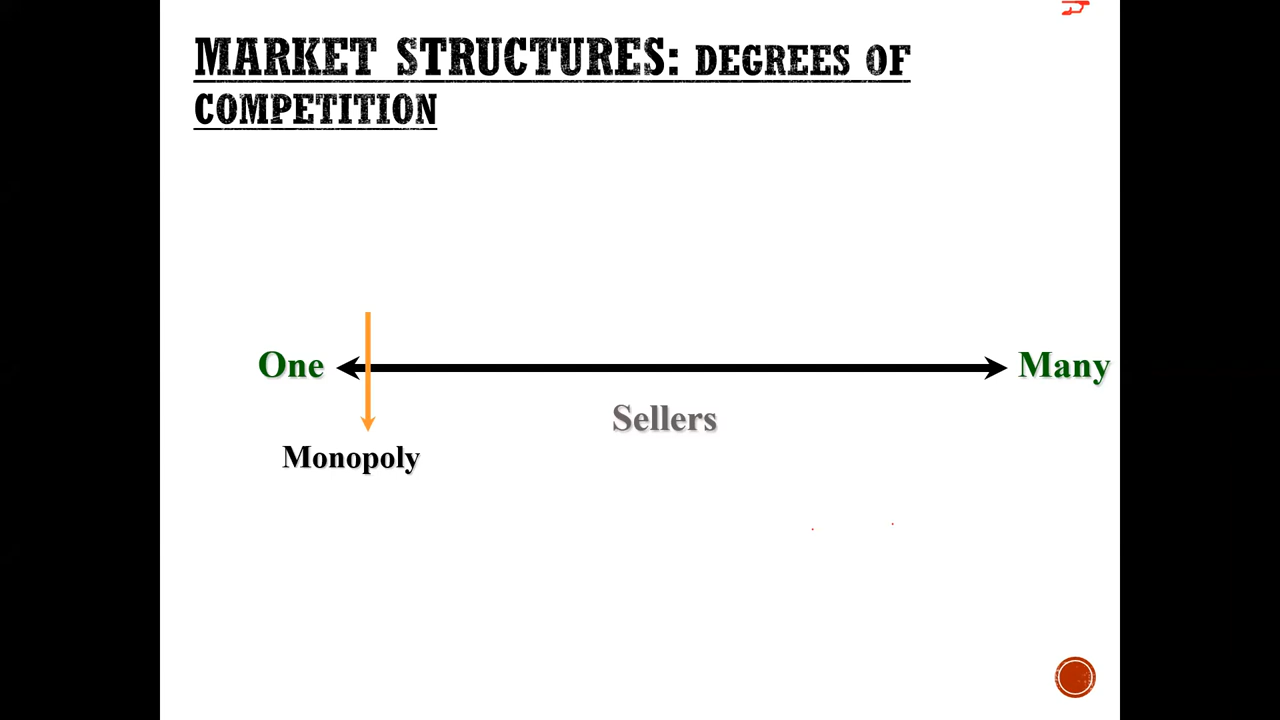 MARKET STRUCTURES: DEGREES OF
COMPETITION
One
Many
Sellers
Monopoly